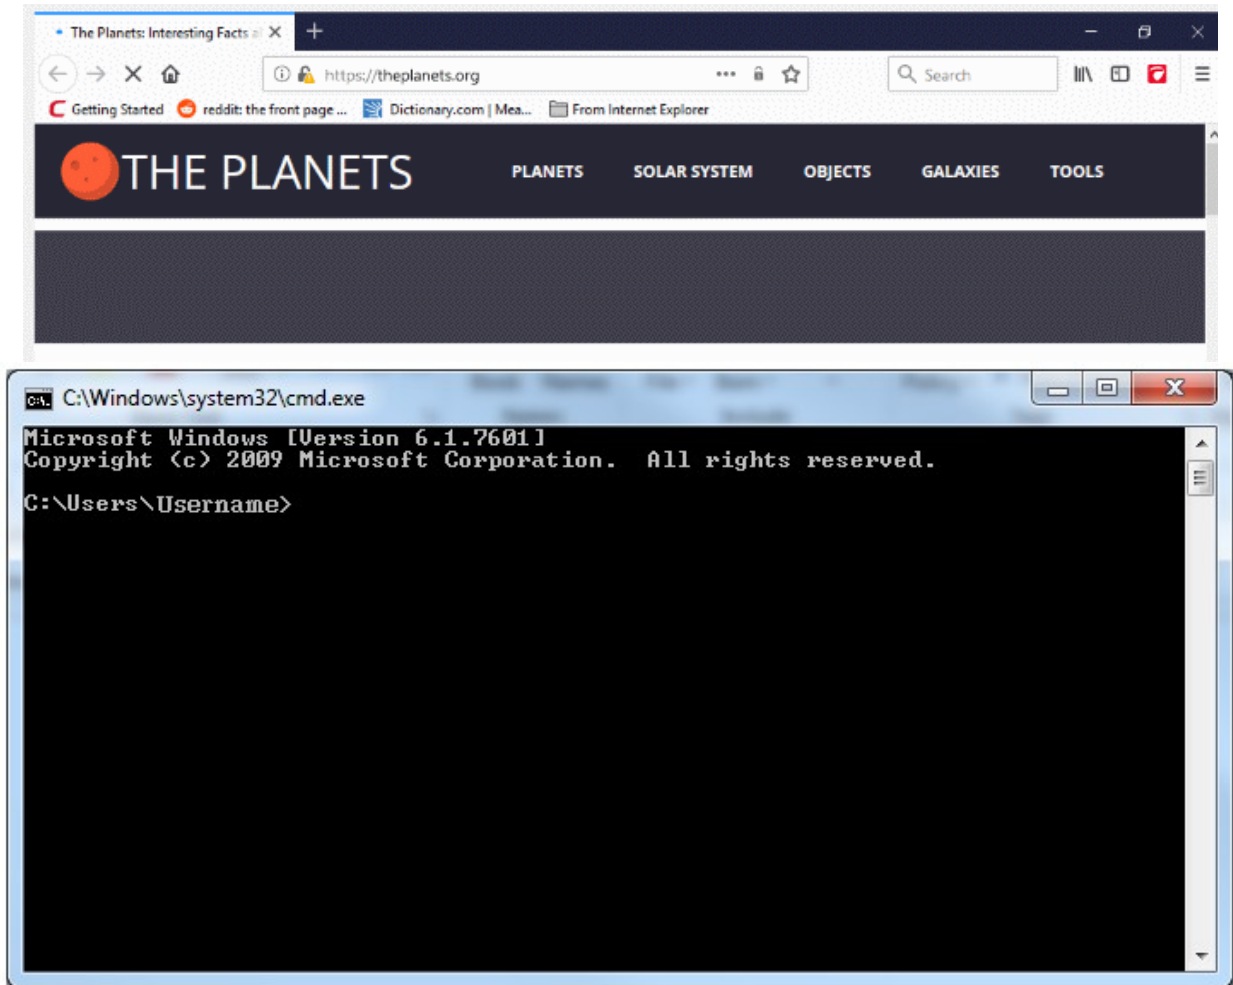 The Planets: Interesting Facts a
https://theplanets.org
Search
Getting Started reddit: the front page ... Dictionary.com | Mea... From Internet Explorer
THE PLANETS PLANETS SOLAR SYSTEM OBJECTS GALAXIES TOOLS
C:\Windows\system32\cmd.exe
Microsoft Windows [Version 6.1.7601]
Copyright (c) 2009 Microsoft Corporation. All rights reserved.
C:\Users\Username>